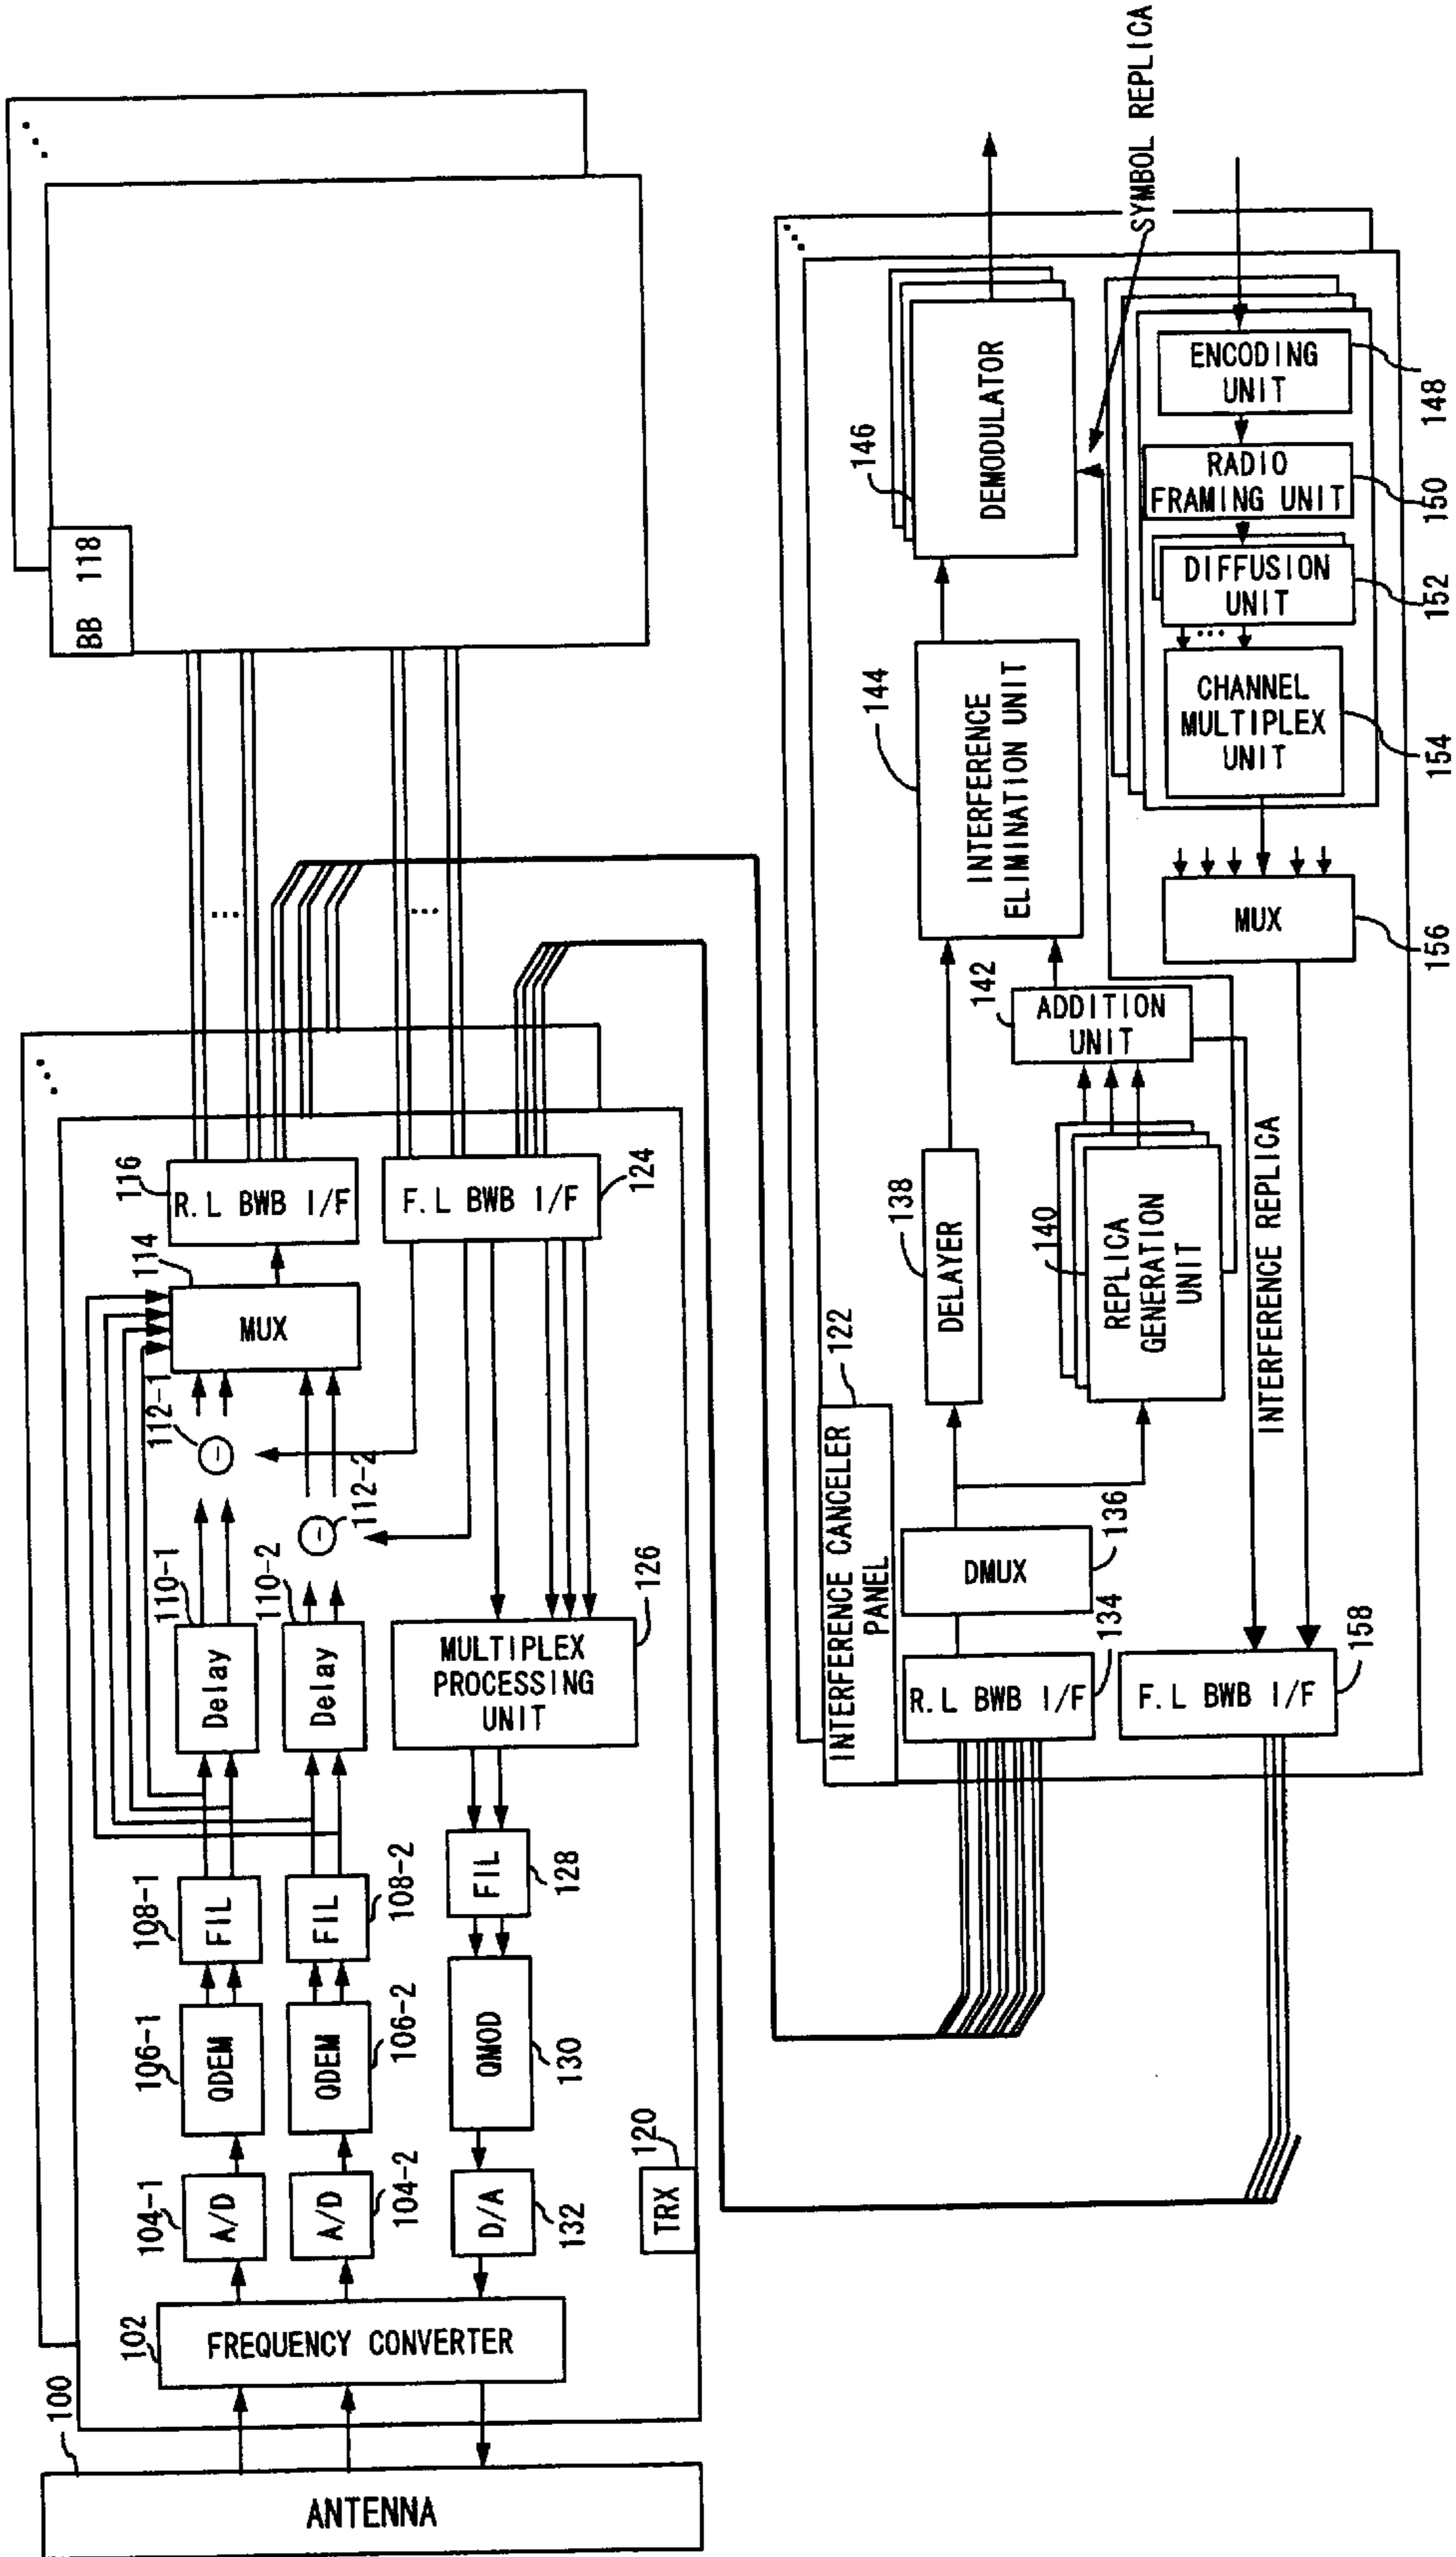 100
ANTENNA
102
FREQUENCY CONVERTER
104-1
A/D
104-2
A/D
106-1
QDEM
106-2
QDEM
108-1
FIL
108-2
FIL
110-1
Delay
110-2
Delay
112-1
−
112-2
−
114
MUX
116
R.L BWB I/F
F.L BWB I/F
124
MULTIPLEX
PROCESSING
UNIT
126
FIL
128
QMOD
130
D/A
132
TRX
120
BB 118
INTERFERENCE CANCELER
PANEL
122
R.L BWB I/F
134
DMUX
136
DELAYER
138
140
REPLICA
GENERATION
UNIT
142
ADDITION
UNIT
144
INTERFERENCE
ELIMINATION UNIT
146
DEMODULATOR
SYMBOL REPLICA
ENCODING
UNIT
148
RADIO
FRAMING UNIT
150
DIFFUSION
UNIT
152
CHANNEL
MULTIPLEX
UNIT
154
MUX
156
INTERFERENCE REPLICA
F.L BWB I/F
158